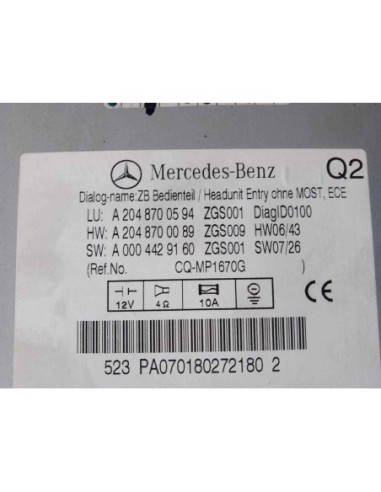 Mercedes-Benz Q2
Dialog-name: ZB Bedienteil / Headunit Entry ohne MOST, ECE
LU: A 204 870 05 94 ZGS001 DiagID0100
HW: A 204 870 00 89 ZGS009 HW06/43
SW: A 000 442 91 60 ZGS001 SW07/26
(Ref.No. CQ-MP1670G )
12V 4Ω 10A CE
523 PA070180272180 2